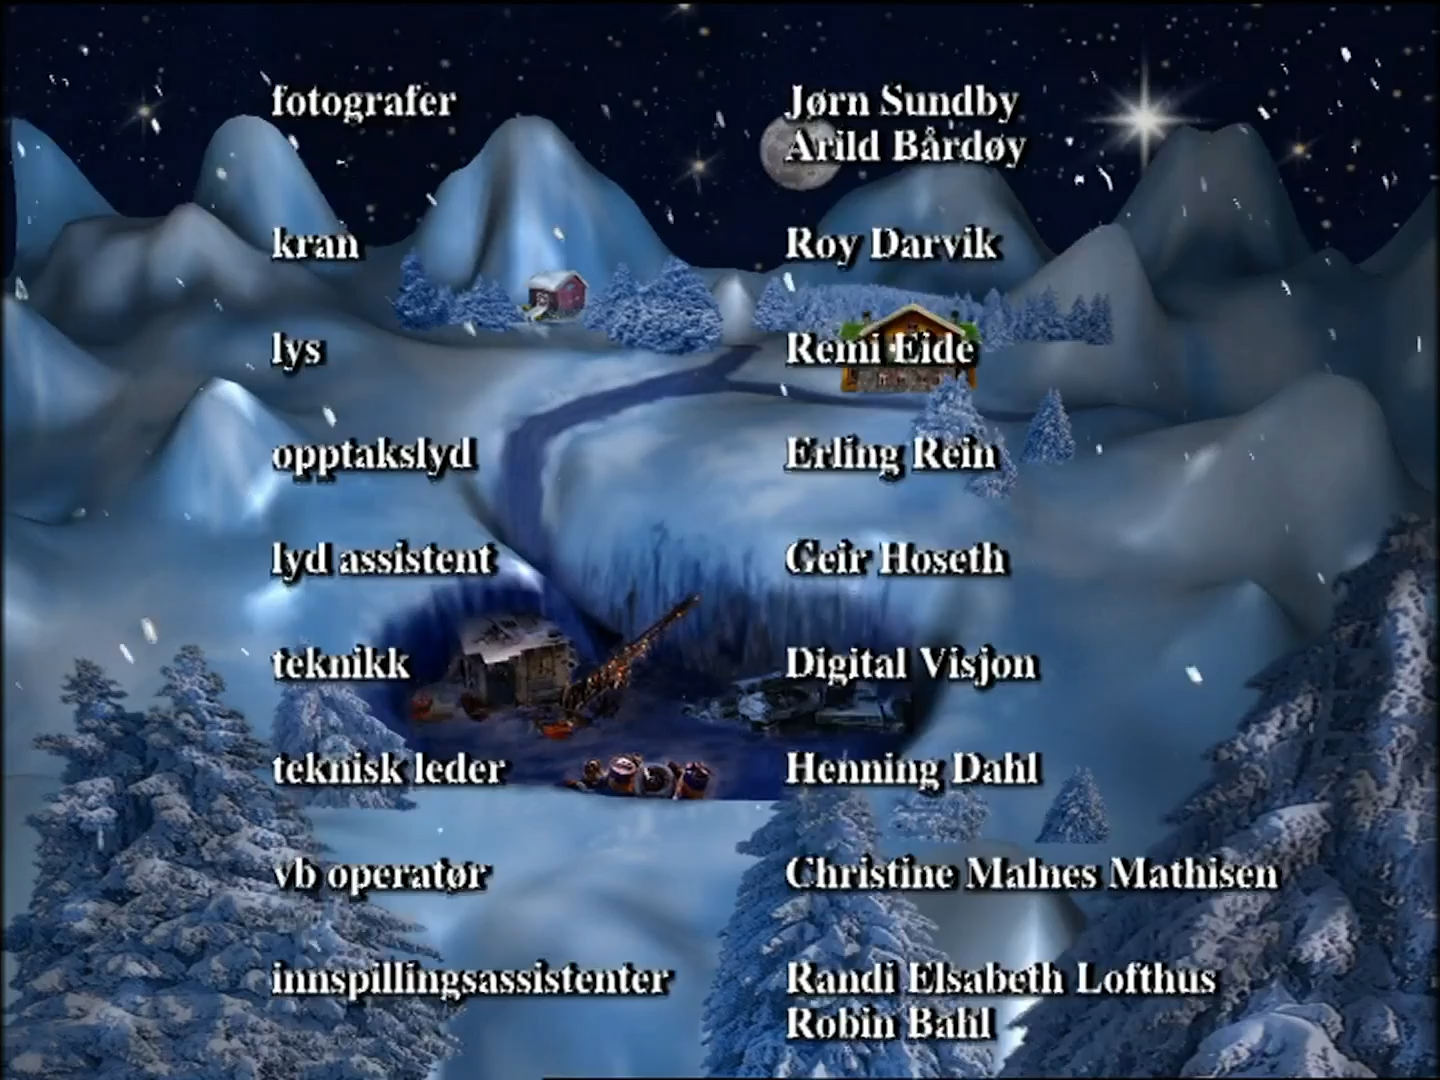 fotografer Jørn Sundby
Arild Bårdøy
kran Roy Darvik
lys Remi Eide
opptakslyd Erling Rein
lyd assistent Geir Hoseth
teknikk Digital Visjon
teknisk leder Henning Dahl
vb operatør Christine Malnes Mathisen
innspillingsassistenter Randi Elsabeth Lofthus
Robin Bahl